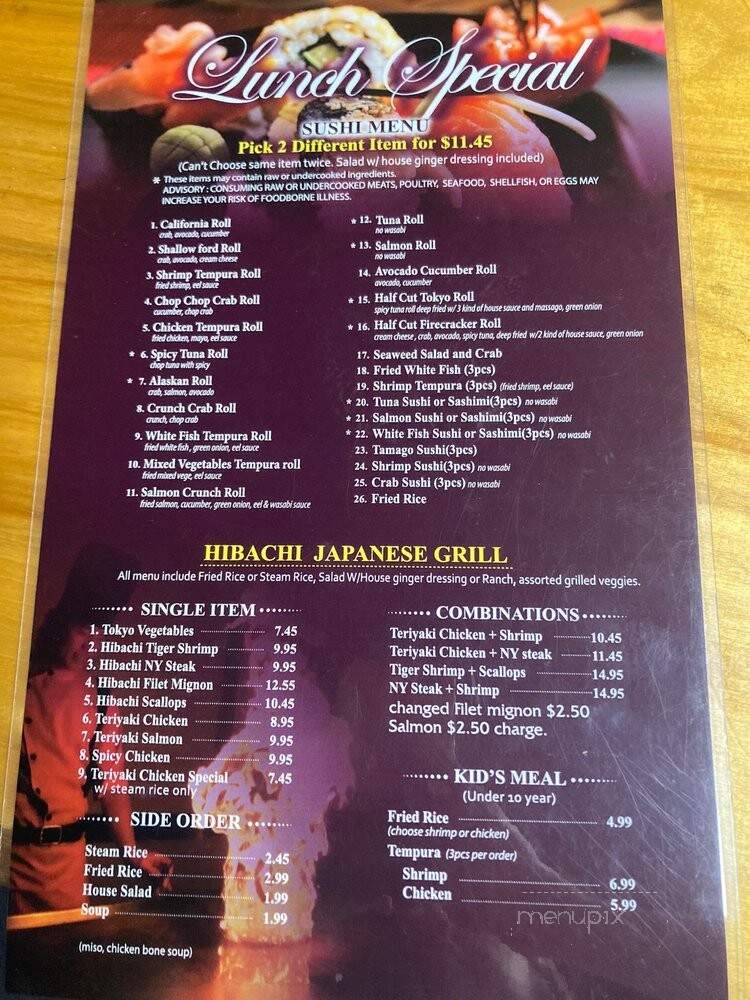 Lunch Special
SUSHI MENU
Pick 2 Different Item for $11.45
(Can't Choose same item twice. Salad w/ house ginger dressing included)
* These items may contain raw or undercooked ingredients.
ADVISORY : CONSUMING RAW OR UNDERCOOKED MEATS, POULTRY, SEAFOOD, SHELLFISH, OR EGGS MAY
INCREASE YOUR RISK OF FOODBORNE ILLNESS.
1. California Roll
crab, avocado, cucumber
2. Shallow ford Roll
crab, avocado, cream cheese
3. Shrimp Tempura Roll
fried shrimp, eel sauce
4. Chop Chop Crab Roll
cucumber, chop crab
5. Chicken Tempura Roll
fried chicken, mayo, eel sauce
* 6. Spicy Tuna Roll
chop tuna with spicy
* 7. Alaskan Roll
crab, salmon, avocado
8. Crunch Crab Roll
crunch, chop crab
9. White Fish Tempura Roll
fried white fish, green onion, eel sauce
10. Mixed Vegetables Tempura roll
fried mixed vege, eel sauce
11. Salmon Crunch Roll
fried salmon, cucumber, green onion, eel & wasabi sauce
* 12. Tuna Roll
no wasabi
* 13. Salmon Roll
no wasabi
14. Avocado Cucumber Roll
avocado, cucumber
* 15. Half Cut Tokyo Roll
spicy tuna roll deep fried w/ 3 kind of house sauce and massago, green onion
* 16. Half Cut Firecracker Roll
cream cheese, crab, avocado, spicy tuna, deep fried w/2 kind of house sauce, green onion
17. Seaweed Salad and Crab
18. Fried White Fish (3pcs)
19. Shrimp Tempura (3pcs) (fried shrimp, eel sauce)
* 20. Tuna Sushi or Sashimi(3pcs) no wasabi
* 21. Salmon Sushi or Sashimi(3pcs) no wasabi
* 22. White Fish Sushi or Sashimi(3pcs) no wasabi
23. Tamago Sushi(3pcs)
24. Shrimp Sushi(3pcs) no wasabi
25. Crab Sushi (3pcs) no wasabi
26. Fried Rice
HIBACHI JAPANESE GRILL
All menu include Fried Rice or Steam Rice, Salad W/House ginger dressing or Ranch, assorted grilled veggies.
SINGLE ITEM
1. Tokyo Vegetables 7.45
2. Hibachi Tiger Shrimp 9.95
3. Hibachi NY Steak 9.95
4. Hibachi Filet Mignon 12.55
5. Hibachi Scallops 10.45
6. Teriyaki Chicken 8.95
7. Teriyaki Salmon 9.95
8. Spicy Chicken 9.95
9. Teriyaki Chicken Special 7.45
w/ steam rice only
SIDE ORDER
Steam Rice 2.45
Fried Rice 2.99
House Salad 1.99
Soup 1.99
(miso, chicken bone soup)
COMBINATIONS
Teriyaki Chicken + Shrimp 10.45
Teriyaki Chicken + NY steak 11.45
Tiger Shrimp + Scallops 14.95
NY Steak + Shrimp 14.95
changed Filet mignon $2.50
Salmon $2.50 charge.
KID'S MEAL
(Under 10 year)
Fried Rice 4.99
(choose shrimp or chicken)
Tempura (3pcs per order)
Shrimp 6.99
Chicken 5.99
menupix